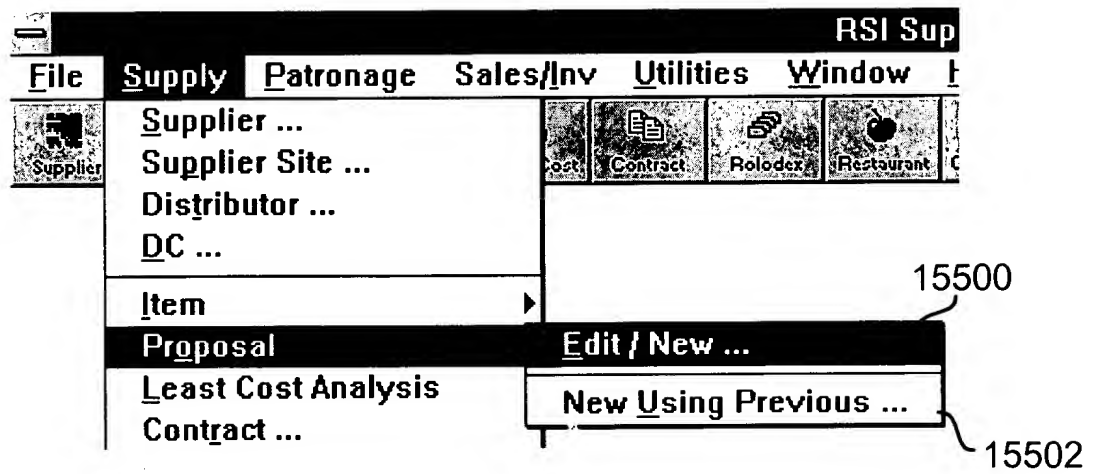 RSI Sup
File Supply Patronage Sales/Inv Utilities Window
Supplier Cost Contract Rolodex Restaurant
Supplier ...
Supplier Site ...
Distributor ...
DC ...
Item
Proposal
Least Cost Analysis
Contract ...
Edit / New ...
New Using Previous ...
15500
15502